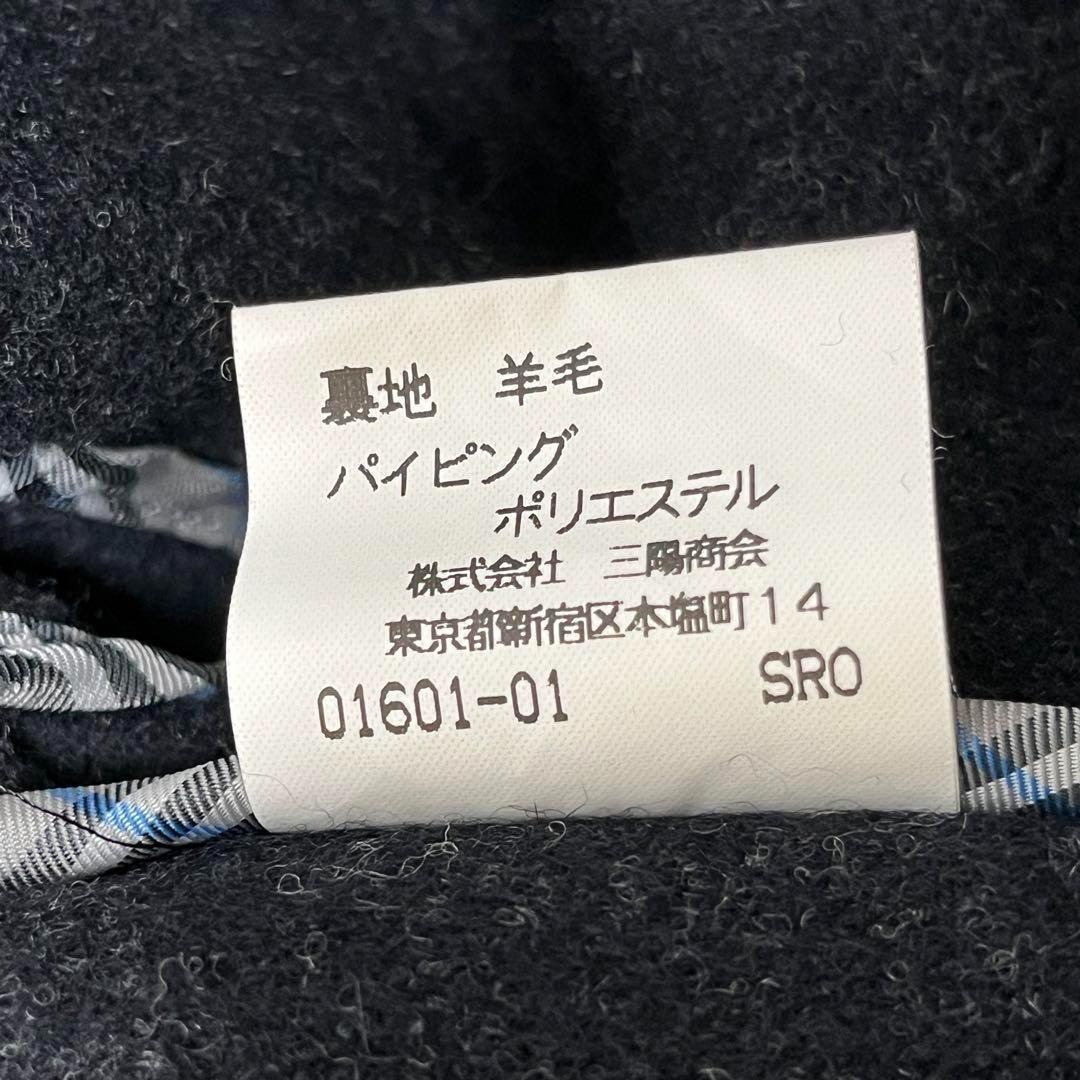 裏地 羊毛
パイピング
ポリエステル
株式会社 三陽商会
東京都新宿区本塩町14
01601-01 SRO